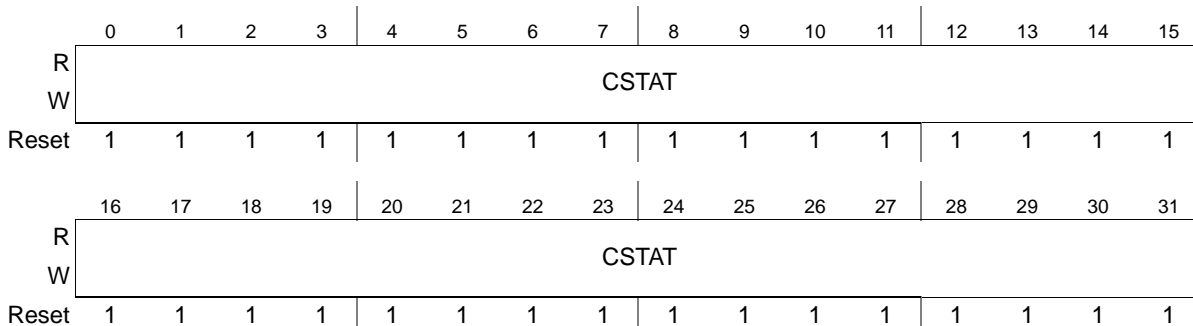 0 1 2 3 4 5 6 7 8 9 10 11 12 13 14 15
R
CSTAT
W
Reset 1 1 1 1 1 1 1 1 1 1 1 1 1 1 1 1
16 17 18 19 20 21 22 23 24 25 26 27 28 29 30 31
R
CSTAT
W
Reset 1 1 1 1 1 1 1 1 1 1 1 1 1 1 1 1